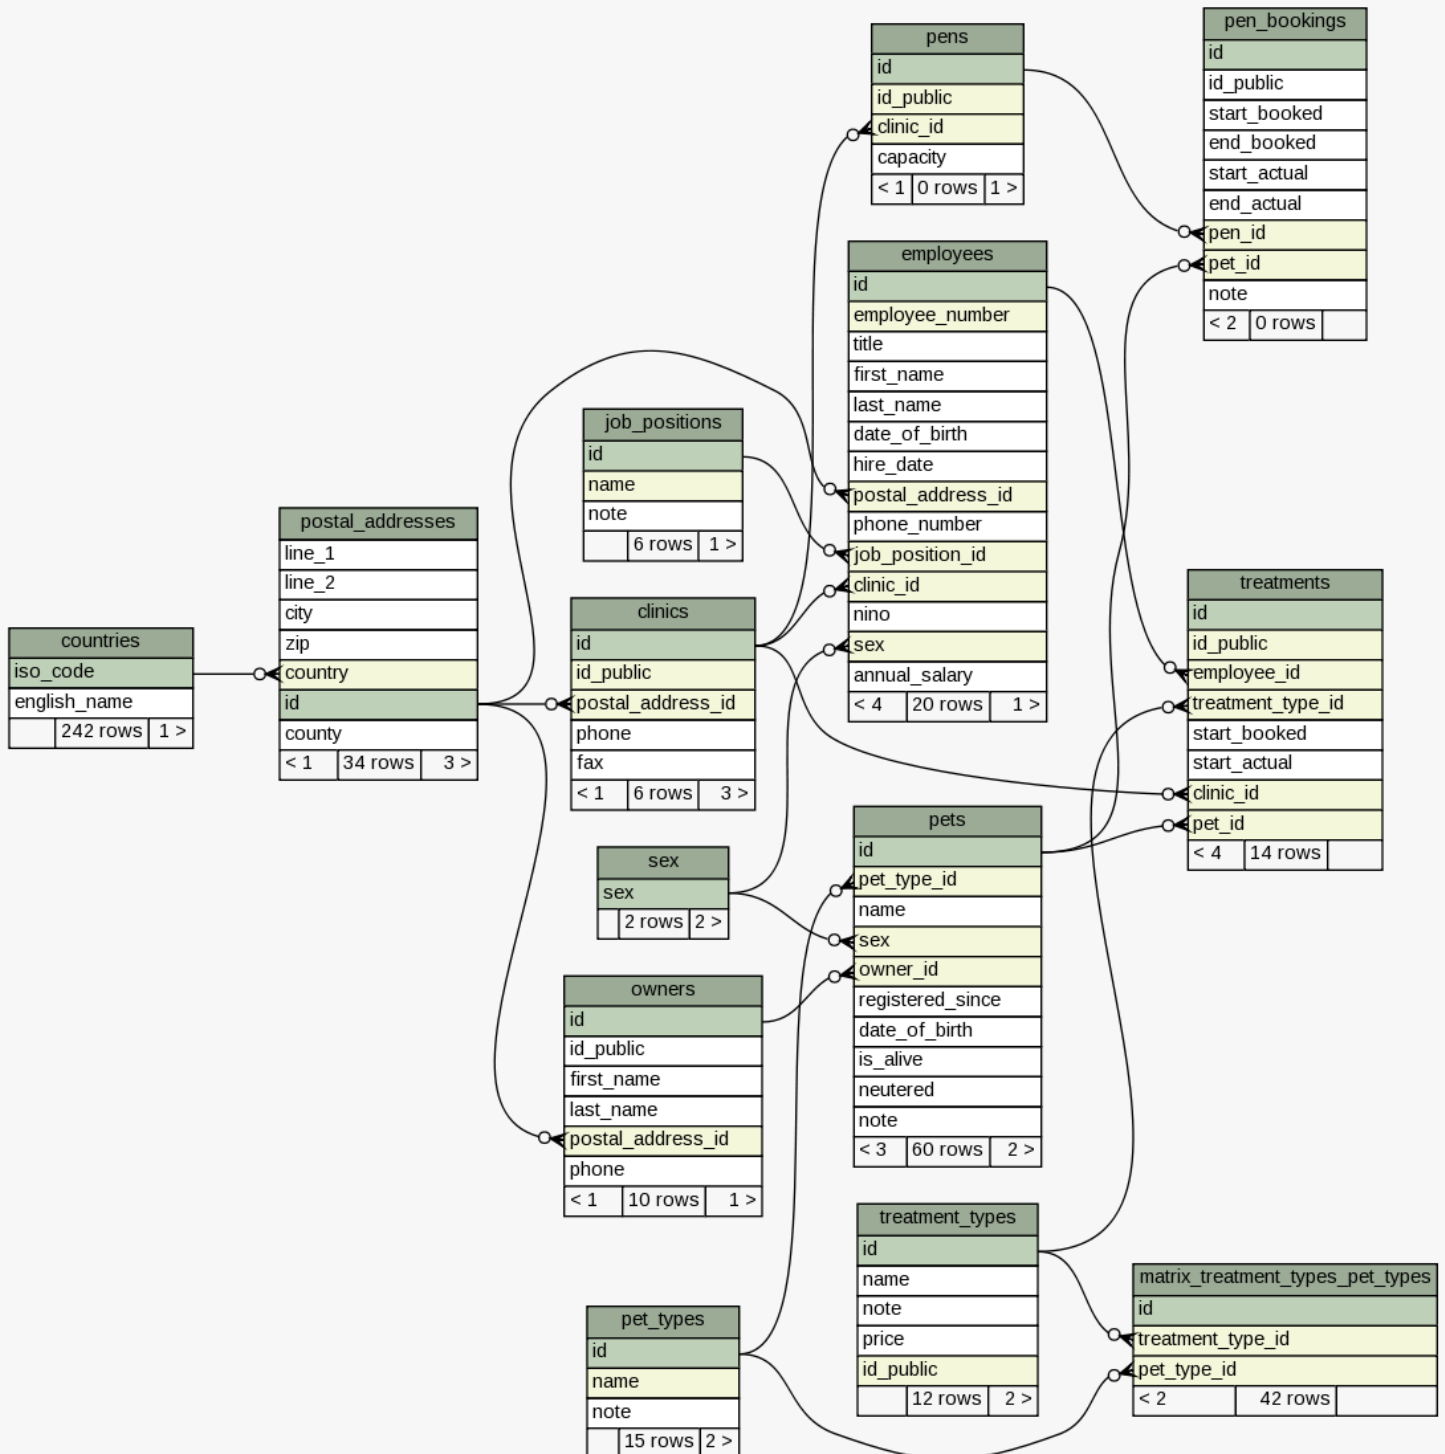 pens
id
id_public
clinic_id
capacity
< 1 0 rows 1 >
pen_bookings
id
id_public
start_booked
end_booked
start_actual
end_actual
pen_id
pet_id
note
< 2 0 rows
employees
id
employee_number
title
first_name
last_name
date_of_birth
hire_date
postal_address_id
phone_number
job_position_id
clinic_id
nino
sex
annual_salary
< 4 20 rows 1 >
job_positions
id
name
note
6 rows 1 >
postal_addresses
line_1
line_2
city
zip
country
id
county
< 1 34 rows 3 >
countries
iso_code
english_name
242 rows 1 >
clinics
id
id_public
postal_address_id
phone
fax
< 1 6 rows 3 >
treatments
id
id_public
employee_id
treatment_type_id
start_booked
start_actual
clinic_id
pet_id
< 4 14 rows
sex
sex
2 rows 2 >
pets
id
pet_type_id
name
sex
owner_id
registered_since
date_of_birth
is_alive
neutered
note
< 3 60 rows 2 >
owners
id
id_public
first_name
last_name
postal_address_id
phone
< 1 10 rows 1 >
treatment_types
id
name
note
price
id_public
12 rows 2 >
matrix_treatment_types_pet_types
id
treatment_type_id
pet_type_id
< 2 42 rows
pet_types
id
name
note
15 rows 2 >